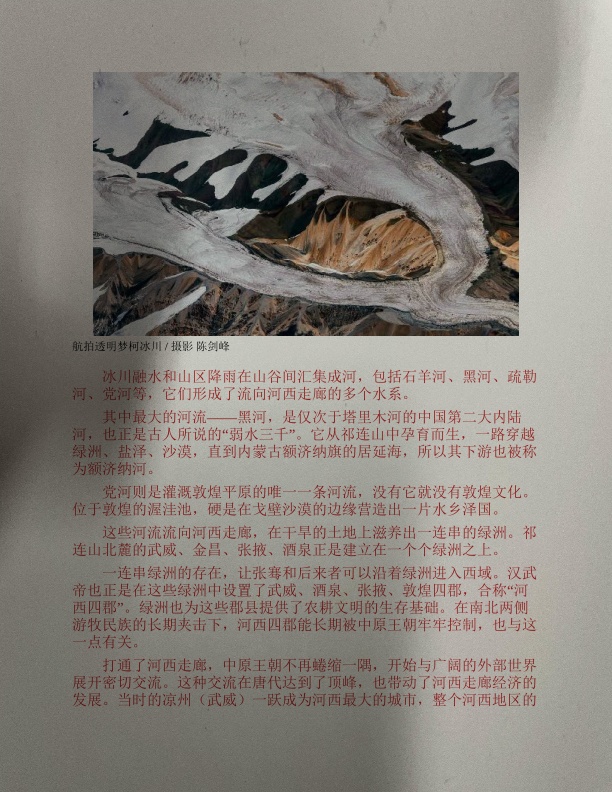 航拍透明梦柯冰川 / 摄影 陈剑峰
冰川融水和山区降雨在山谷间汇集成河，包括石羊河、黑河、疏勒
河、党河等，它们形成了流向河西走廊的多个水系。
其中最大的河流——黑河，是仅次于塔里木河的中国第二大内陆
河，也正是古人所说的“弱水三千”。它从祁连山中孕育而生，一路穿越
绿洲、盐泽、沙漠，直到内蒙古额济纳旗的居延海，所以其下游也被称
为额济纳河。
党河则是灌溉敦煌平原的唯一一条河流，没有它就没有敦煌文化。
位于敦煌的渥洼池，硬是在戈壁沙漠的边缘营造出一片水乡泽国。
这些河流流向河西走廊，在干旱的土地上滋养出一连串的绿洲。祁
连山北麓的武威、金昌、张掖、酒泉正是建立在一个个绿洲之上。
一连串绿洲的存在，让张骞和后来者可以沿着绿洲进入西域。汉武
帝也正是在这些绿洲中设置了武威、酒泉、张掖、敦煌四郡，合称“河
西四郡”。绿洲也为这些郡县提供了农耕文明的生存基础。在南北两侧
游牧民族的长期夹击下，河西四郡能长期被中原王朝牢牢控制，也与这
一点有关。
打通了河西走廊，中原王朝不再蜷缩一隅，开始与广阔的外部世界
展开密切交流。这种交流在唐代达到了顶峰，也带动了河西走廊经济的
发展。当时的凉州（武威）一跃成为河西最大的城市，整个河西地区的